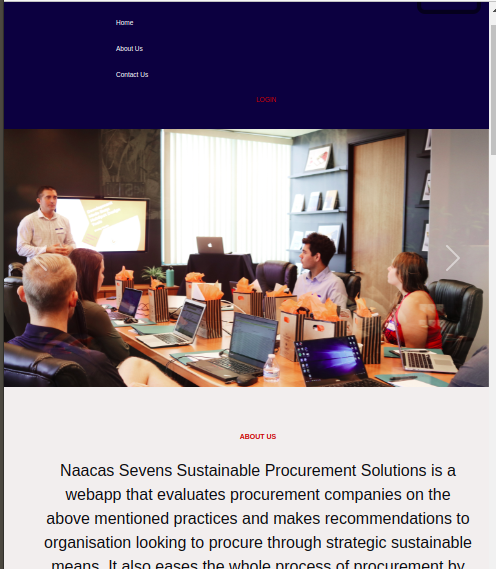 Home
About Us
Contact Us
LOGIN
ABOUT US
Naacas Sevens Sustainable Procurement Solutions is a
webapp that evaluates procurement companies on the
above mentioned practices and makes recommendations to
organisation looking to procure through strategic sustainable
means. It also eases the whole process of procurement by